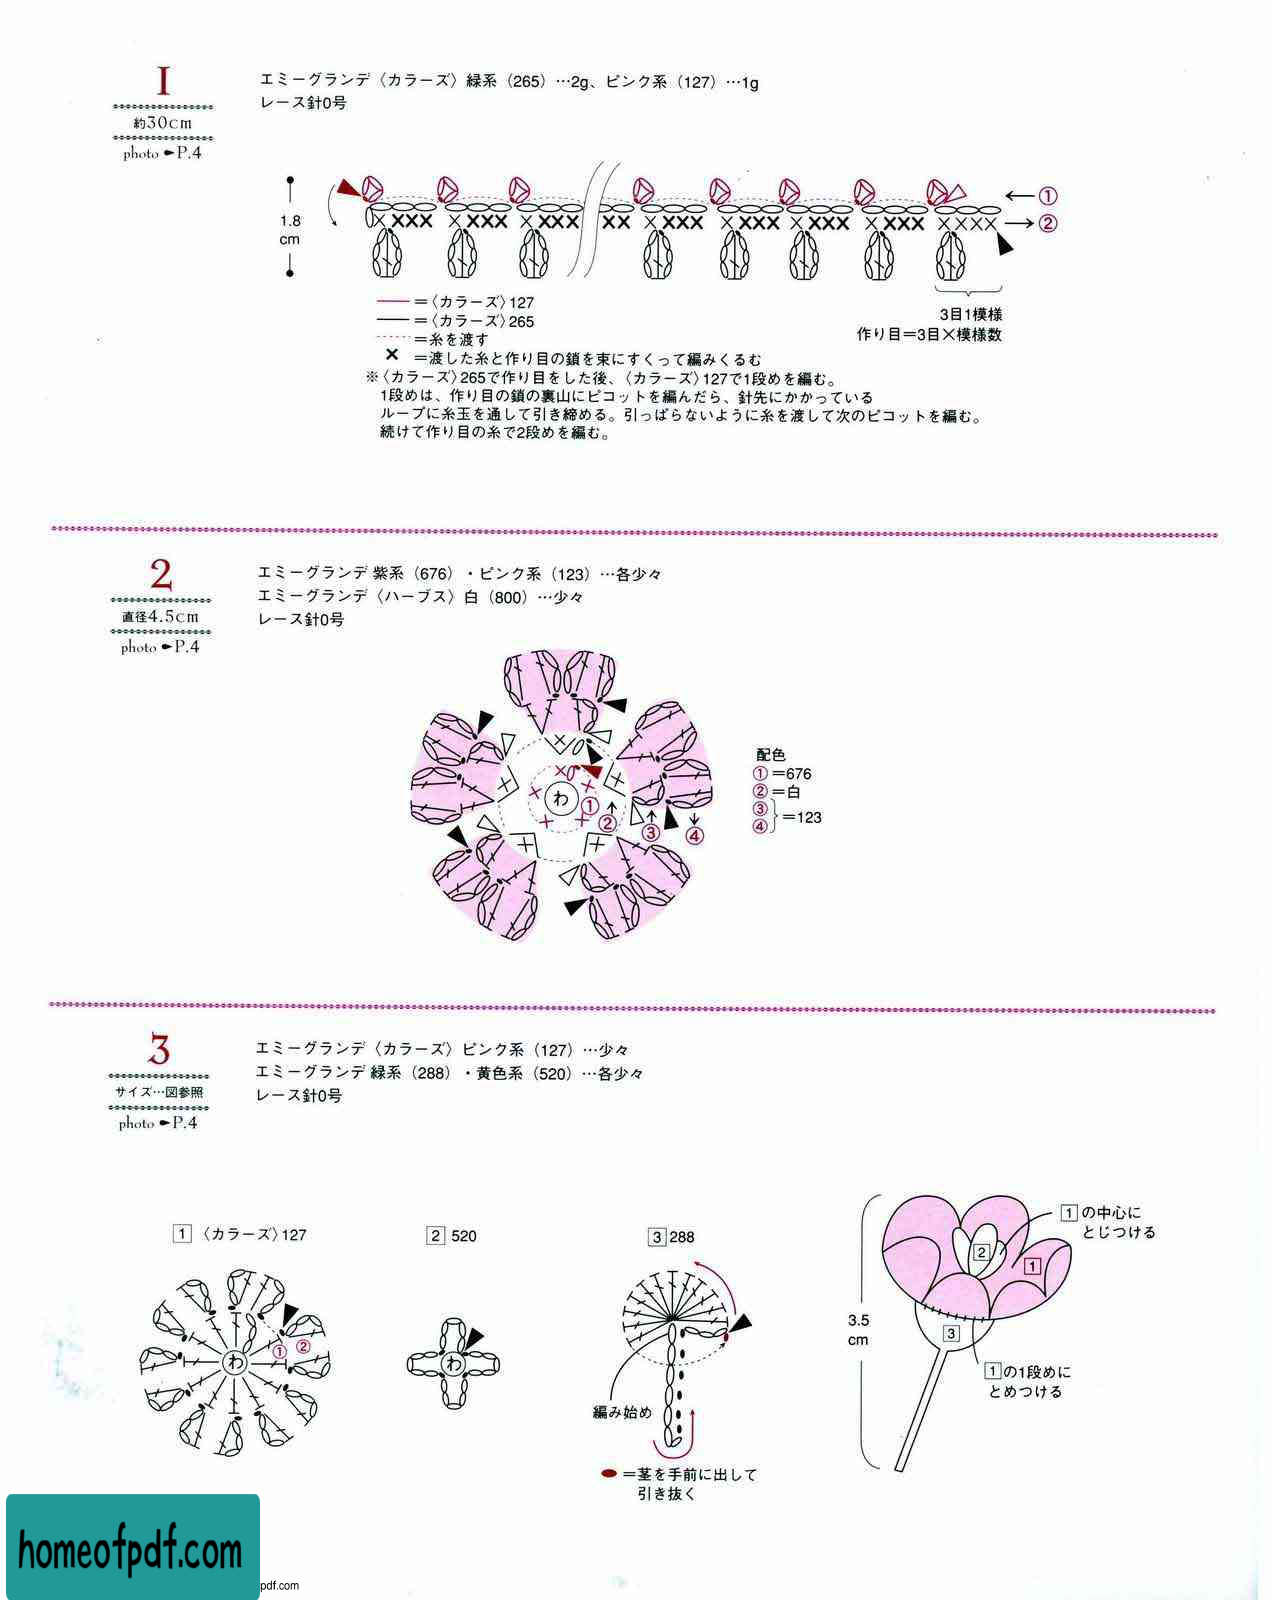 1
約30cm
photo P.4
エミーグランデ〈カラーズ〉緑系（265）…2g、ピンク系（127）…1g
レース針0号
1.8
cm
①
②
3目1模様
作り目＝3目×模様数
＝〈カラーズ〉127
＝〈カラーズ〉265
＝糸を渡す
＝渡した糸と作り目の鎖を束にすくって編みくるむ
※〈カラーズ〉265で作り目をした後、〈カラーズ〉127で1段めを編む。
1段めは、作り目の鎖の裏山にピコットを編んだら、針先にかかっている
ループに糸玉を通して引き締める。引っぱらないように糸を渡して次のピコットを編む。
続けて作り目の糸で2段めを編む。
2
直径4.5cm
photo P.4
エミーグランデ 紫系（676）・ピンク系（123）…各少々
エミーグランデ〈ハーブス〉白（800）…少々
レース針0号
わ
①
②
③
④
配色
①＝676
②＝白
③
④
＝123
3
サイズ…図参照
photo P.4
エミーグランデ〈カラーズ〉ピンク系（127）…少々
エミーグランデ 緑系（288）・黄色系（520）…各少々
レース針0号
1 〈カラーズ〉127
わ
①
②
2 520
わ
3 288
編み始め
＝茎を手前に出して
引き抜く
3.5
cm
1の中心に
とじつける
2
1
3
1の1段めに
とめつける
homeofpdf.com
pdf.com